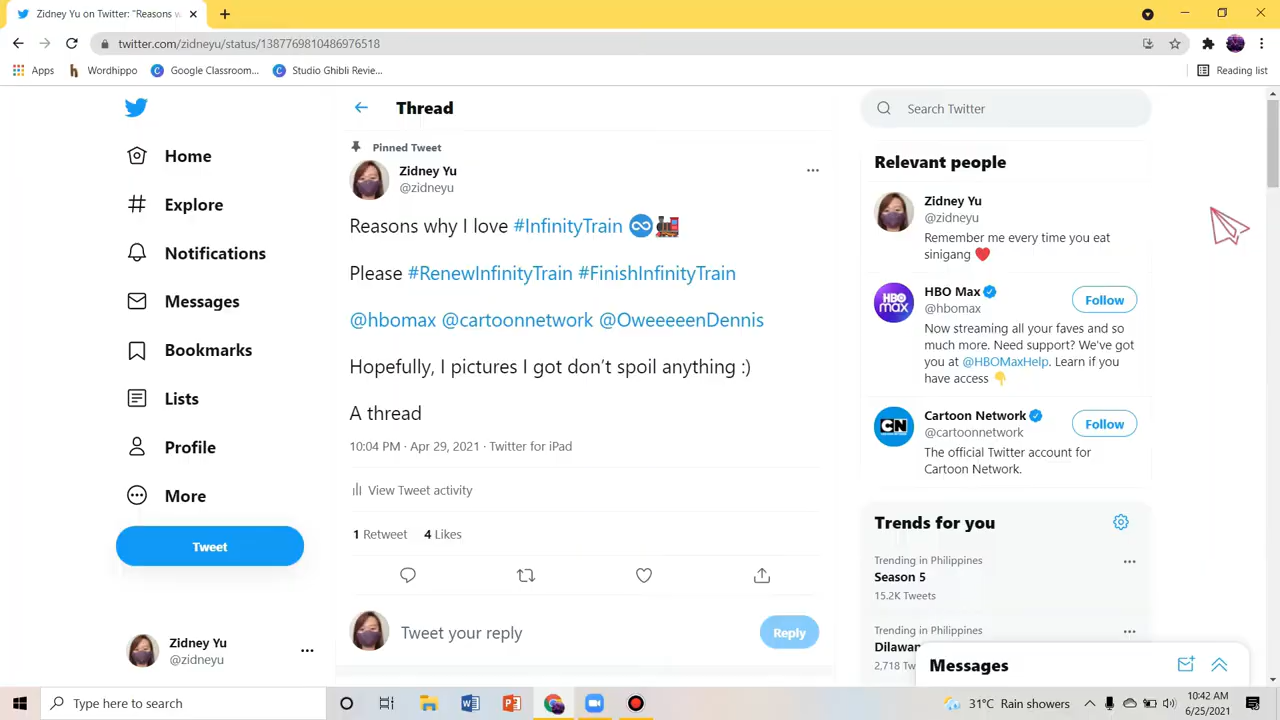 Zidney Yu on Twitter: "Reasons w
twitter.com/zidneyu/status/1387769810486976518
Apps
Wordhippo
Google Classroom...
Studio Ghibli Revie...
Reading list
Home
Explore
Notifications
Messages
Bookmarks
Lists
Profile
More
Tweet
Zidney Yu
@zidneyu
Thread
Pinned Tweet
Zidney Yu
@zidneyu
Reasons why I love #InfinityTrain ♾️🚂
Please #RenewInfinityTrain #FinishInfinityTrain
@hbomax @cartoonnetwork @OweeeeenDennis
Hopefully, I pictures I got don't spoil anything :)
A thread
10:04 PM · Apr 29, 2021 · Twitter for iPad
View Tweet activity
1 Retweet 4 Likes
Tweet your reply
Reply
Search Twitter
Relevant people
Zidney Yu
@zidneyu
Remember me every time you eat
sinigang ❤️
HBO Max
@hbomax
Follow
HBO
max
Now streaming all your faves and so
much more. Need support? We've got
you at @HBOMaxHelp. Learn if you
have access 👇
Cartoon Network
@cartoonnetwork
Follow
CN
The official Twitter account for
Cartoon Network.
Trends for you
Trending in Philippines
Season 5
15.2K Tweets
Trending in Philippines
Dilawan
2,718 Tw
Messages
Type here to search
31°C Rain showers
10:42 AM
6/25/2021